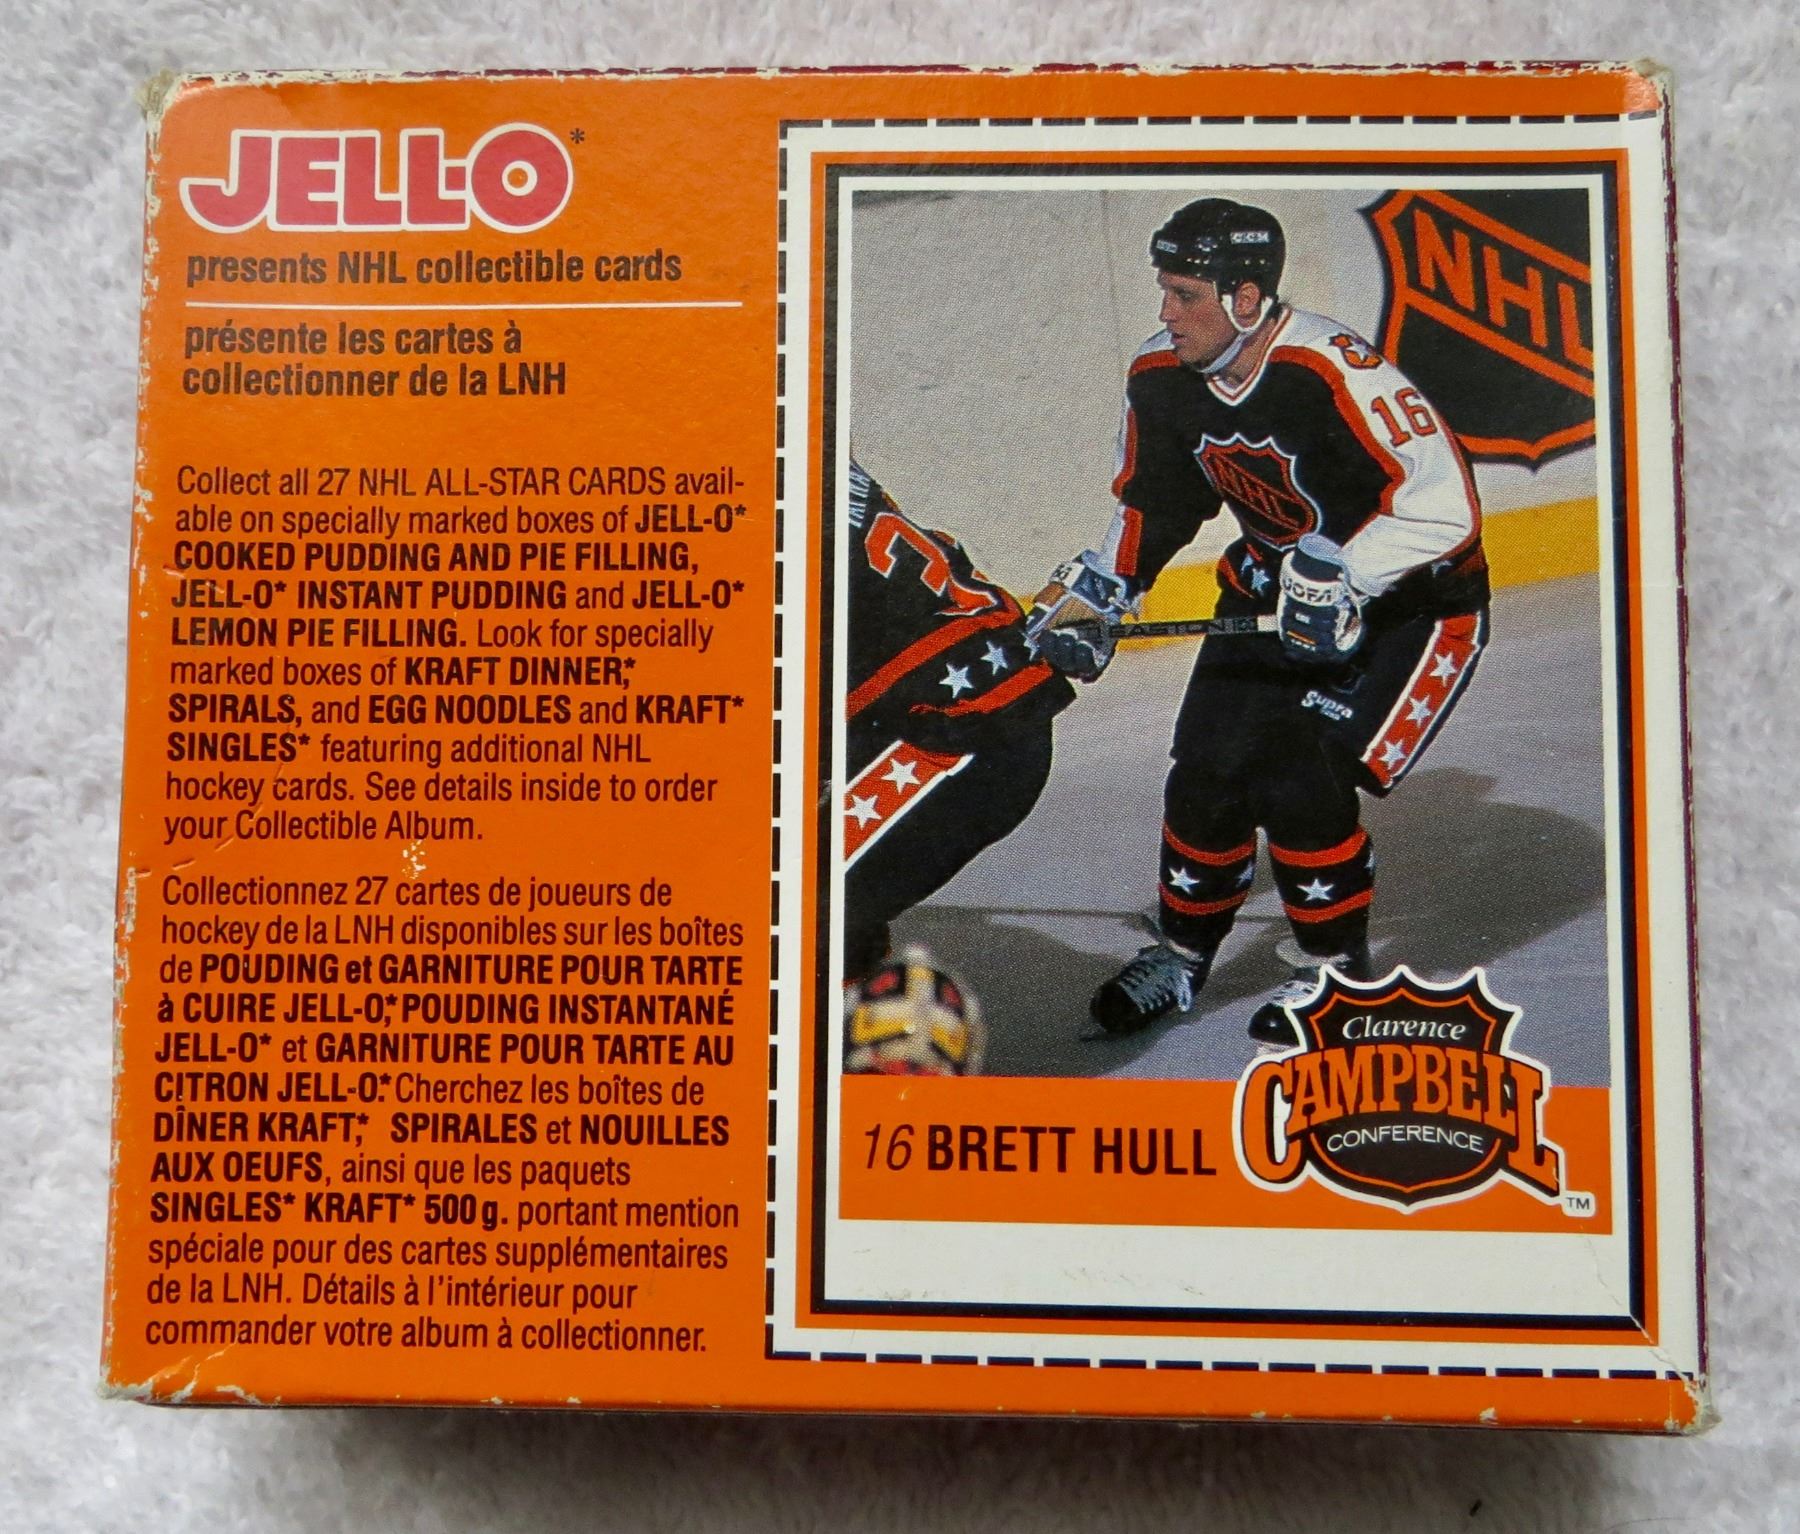 JELL-O*
presents NHL collectible cards
présente les cartes à
collectionner de la LNH
Collect all 27 NHL ALL-STAR CARDS avail-
able on specially marked boxes of JELL-O*
COOKED PUDDING AND PIE FILLING,
JELL-O* INSTANT PUDDING and JELL-O*
LEMON PIE FILLING. Look for specially
marked boxes of KRAFT DINNER,*
SPIRALS, and EGG NOODLES and KRAFT*
SINGLES* featuring additional NHL
hockey cards. See details inside to order
your Collectible Album.
Collectionnez 27 cartes de joueurs de
hockey de la LNH disponibles sur les boîtes
de POUDING et GARNITURE POUR TARTE
à CUIRE JELL-O,* POUDING INSTANTANÉ
JELL-O* et GARNITURE POUR TARTE AU
CITRON JELL-O.* Cherchez les boîtes de
DÎNER KRAFT,* SPIRALES et NOUILLES
AUX OEUFS, ainsi que les paquets
SINGLES* KRAFT* 500 g. portant mention
spéciale pour des cartes supplémentaires
de la LNH. Détails à l'intérieur pour
commander votre album à collectionner.
CCM
NHL
16
NHL
EASTON
Supra
16 BRETT HULL
Clarence
CAMPBELL
CONFERENCE
TM